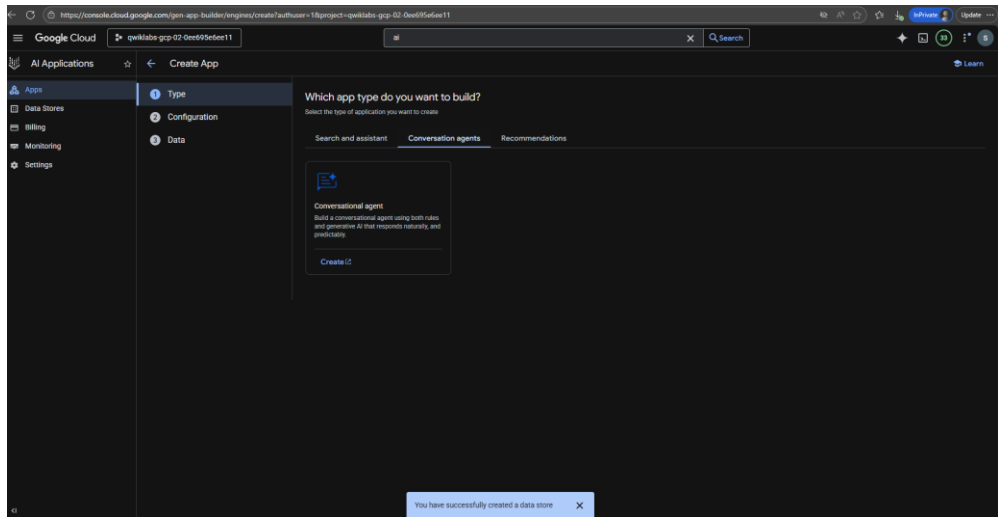 https://console.cloud.google.com/gen-app-builder/engines/create?authuser=1&project=qwiklabs-gcp-02-0ee695e6ee11
InPrivate
Update
Google Cloud
qwiklabs-gcp-02-0ee695e6ee11
ai
Search
33
S
AI Applications
Create App
Learn
Apps
Data Stores
Billing
Monitoring
Settings
1 Type
2 Configuration
3 Data
Which app type do you want to build?
Select the type of application you want to create
Search and assistant
Conversation agents
Recommendations
Conversational agent
Build a conversational agent using both rules
and generative AI that responds naturally, and
predictably.
Create
You have successfully created a data store